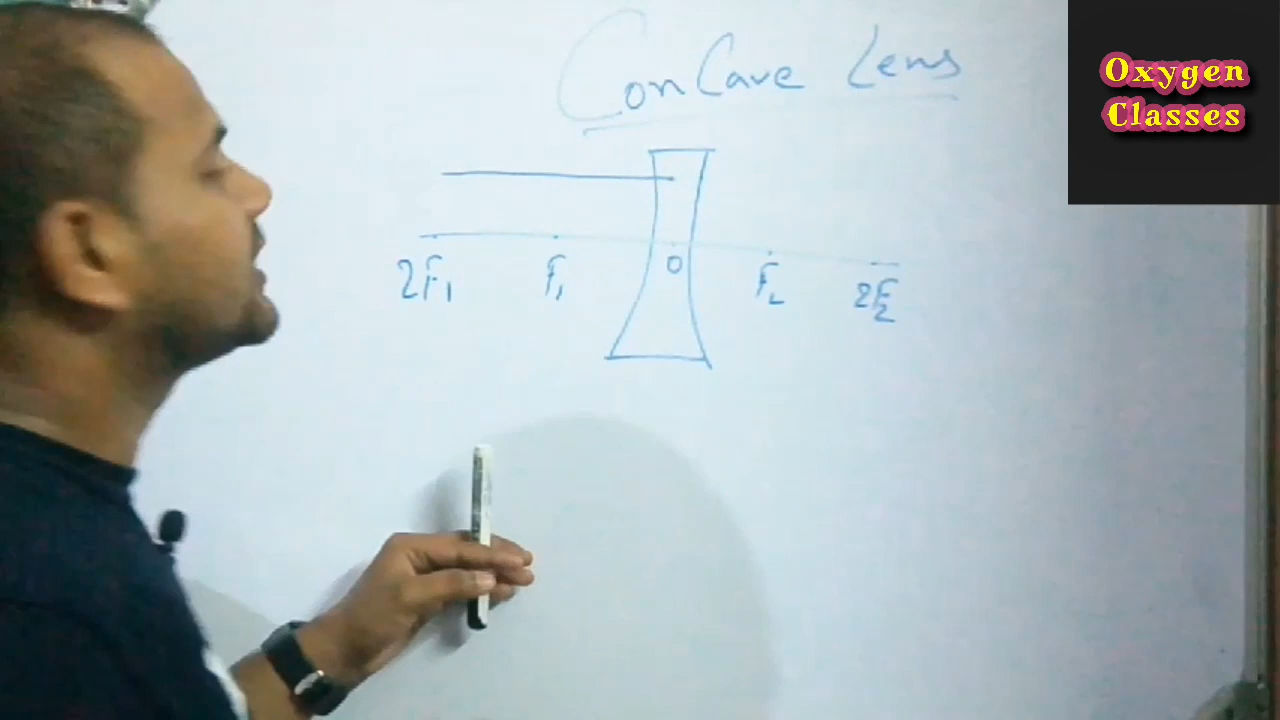 Concave Lens
Oxygen
Classes
2F₁ F₁ O F₂ 2F₂